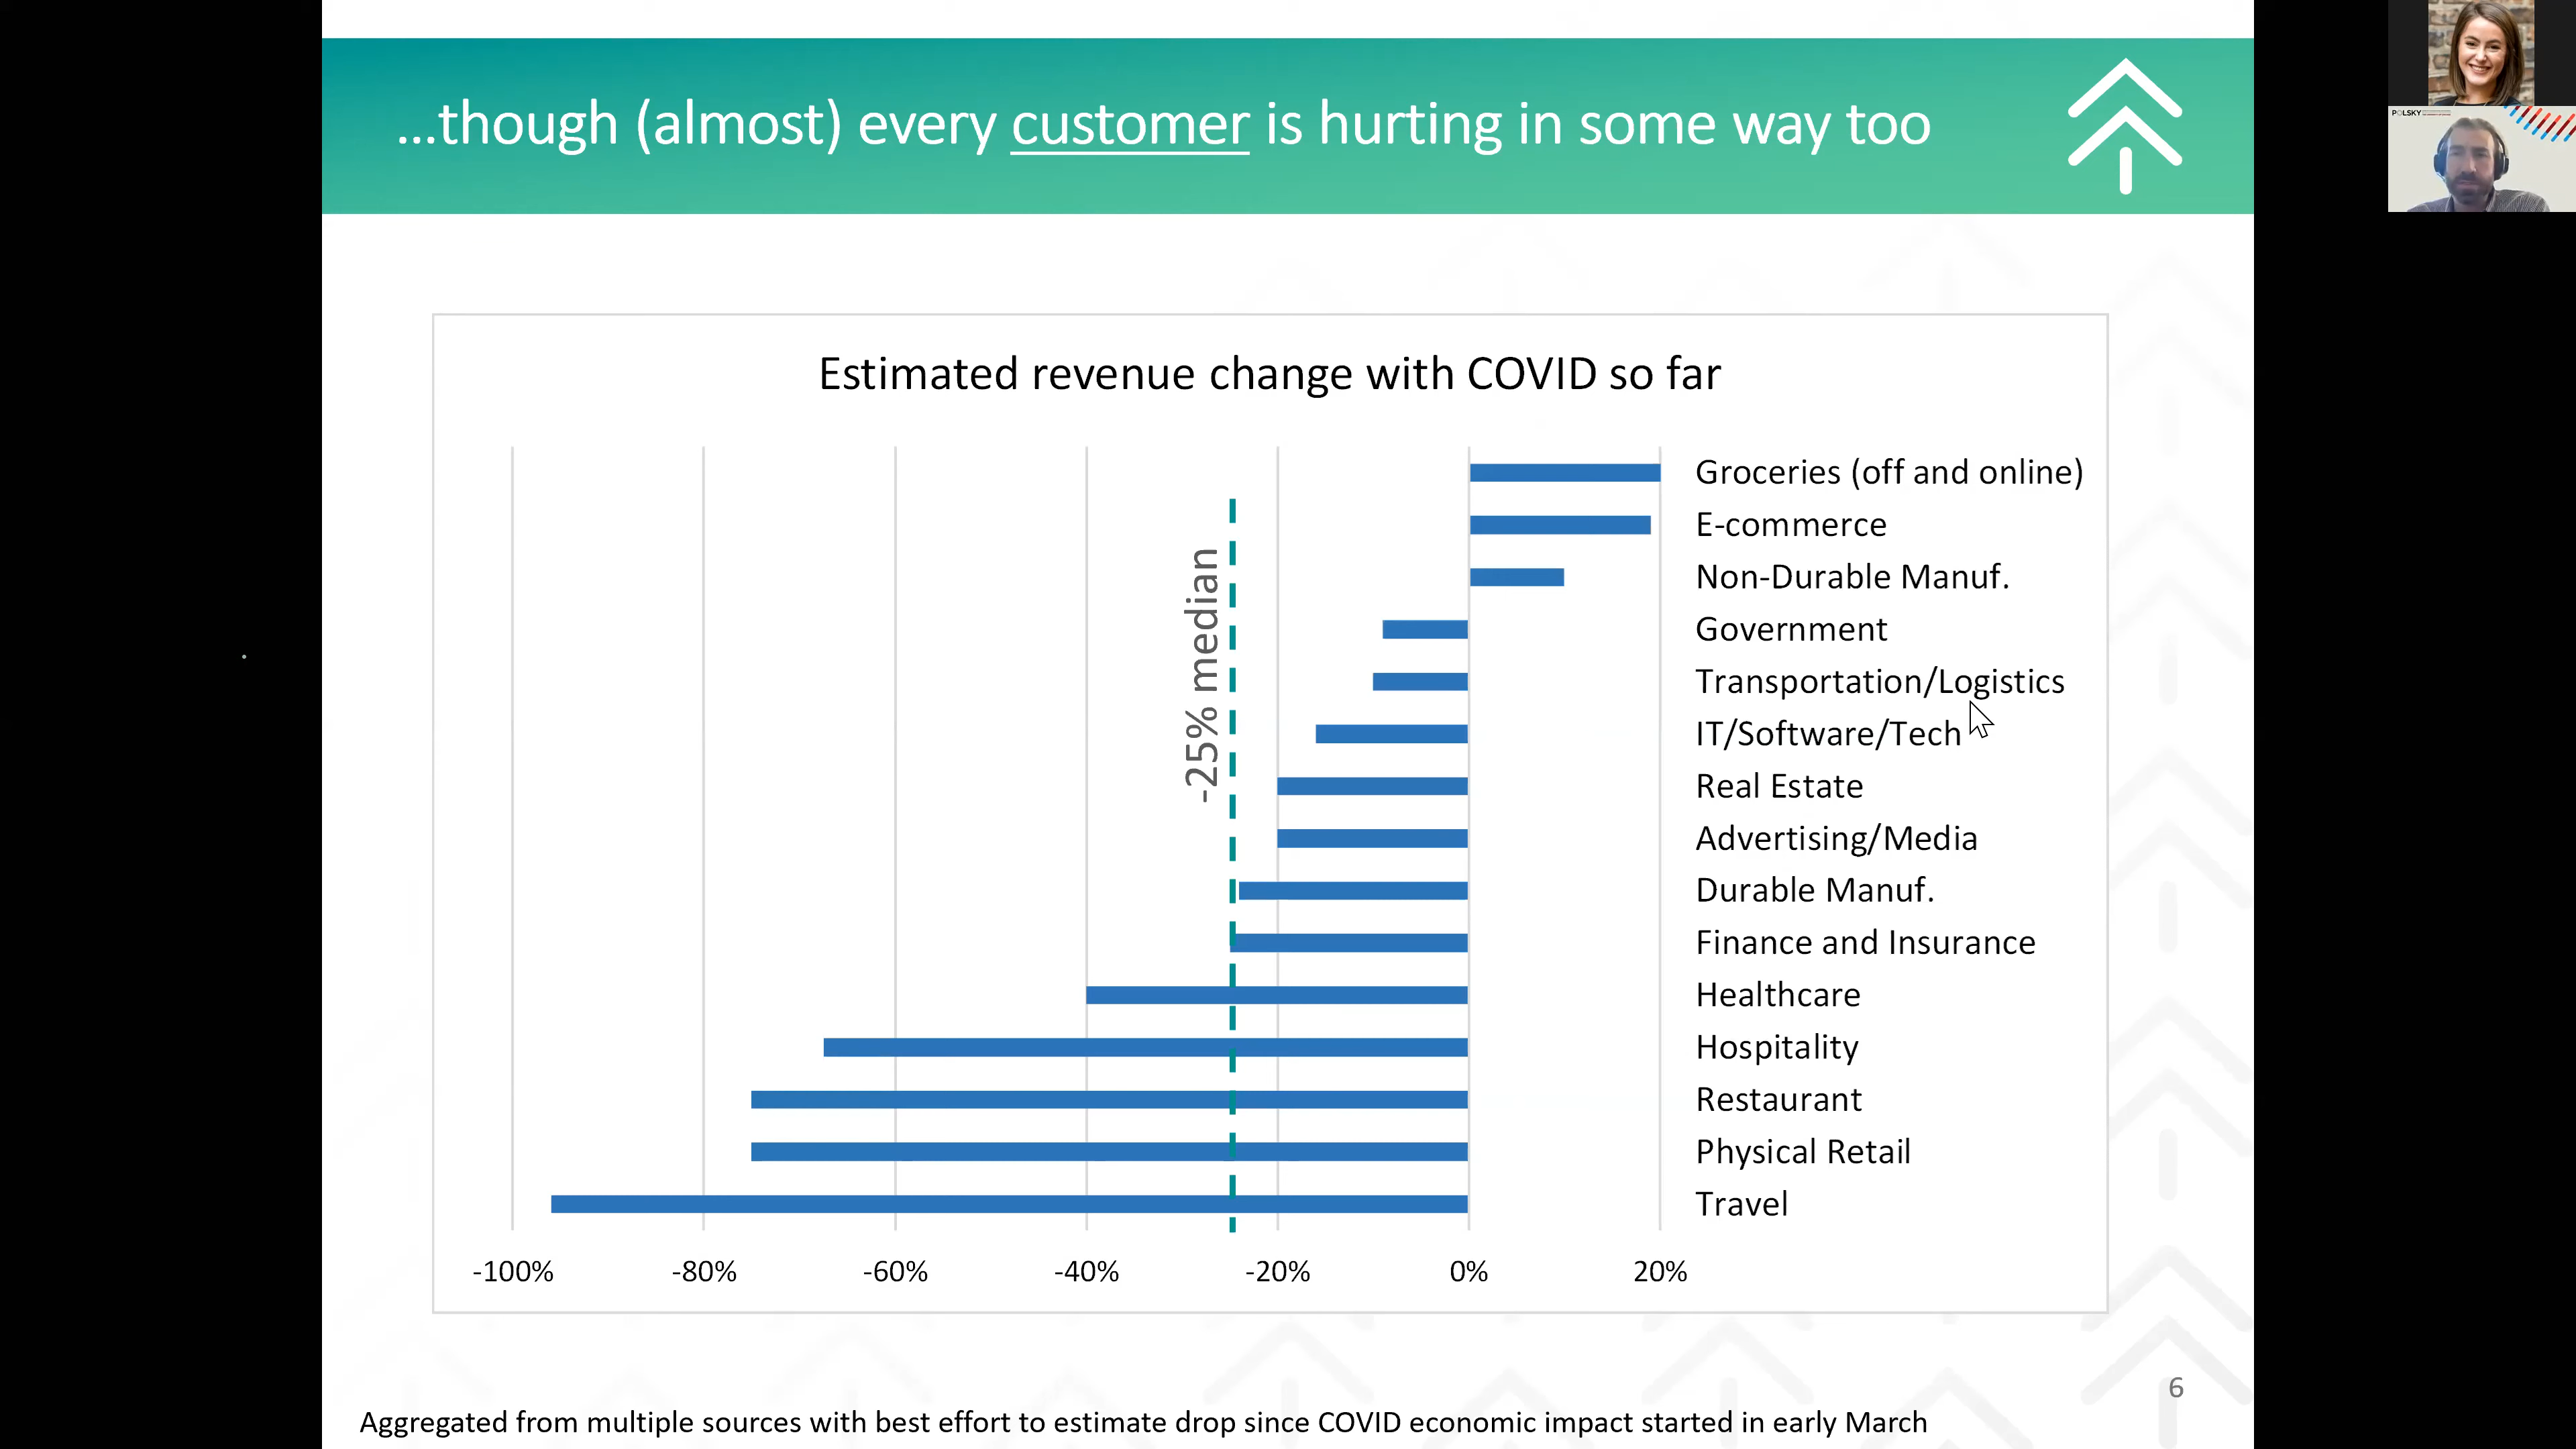 ...though (almost) every customer is hurting in some way too
POLSKY
Estimated revenue change with COVID so far
-25% median
Groceries (off and online)
E-commerce
Non-Durable Manuf.
Government
Transportation/Logistics
IT/Software/Tech
Real Estate
Advertising/Media
Durable Manuf.
Finance and Insurance
Healthcare
Hospitality
Restaurant
Physical Retail
Travel
-100% -80% -60% -40% -20% 0% 20%
6
Aggregated from multiple sources with best effort to estimate drop since COVID economic impact started in early March